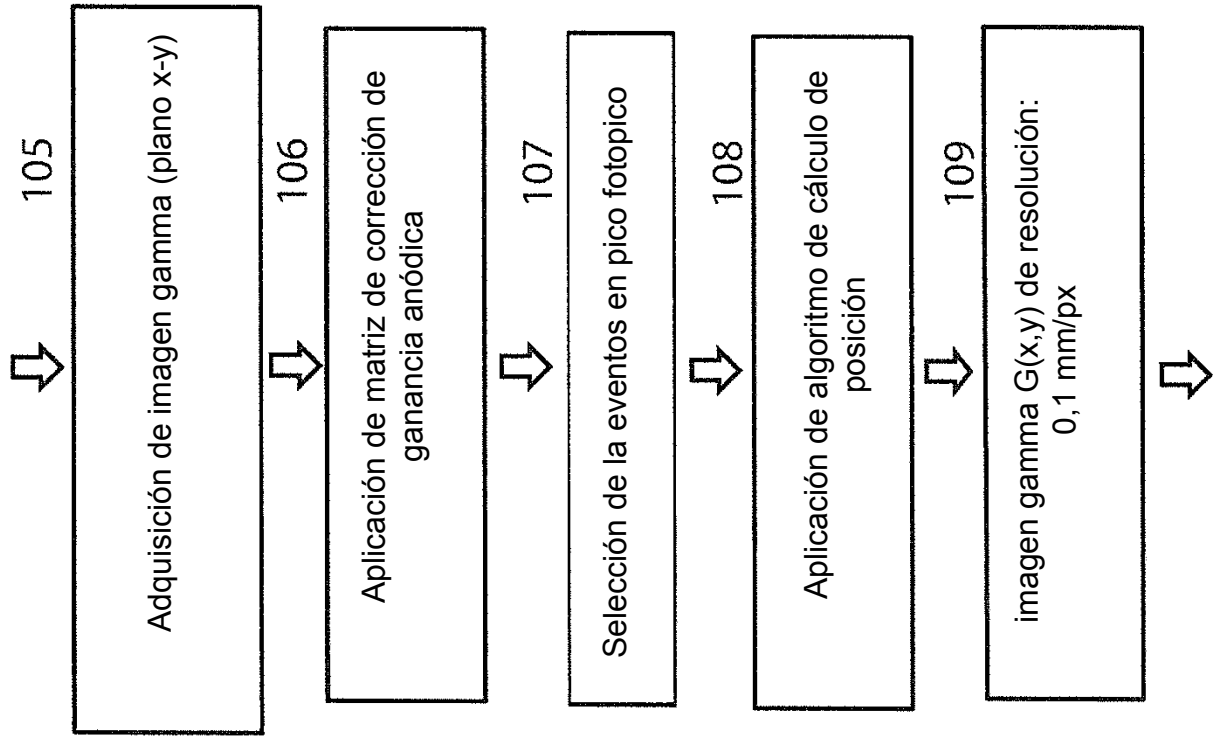 105
Adquisición de imagen gamma (plano x-y)
106
Aplicación de matriz de corrección de
ganancia anódica
107
Selección de la eventos en pico fotopico
108
Aplicación de algoritmo de cálculo de
posición
109
imagen gamma G(x,y) de resolución:
0,1 mm/px